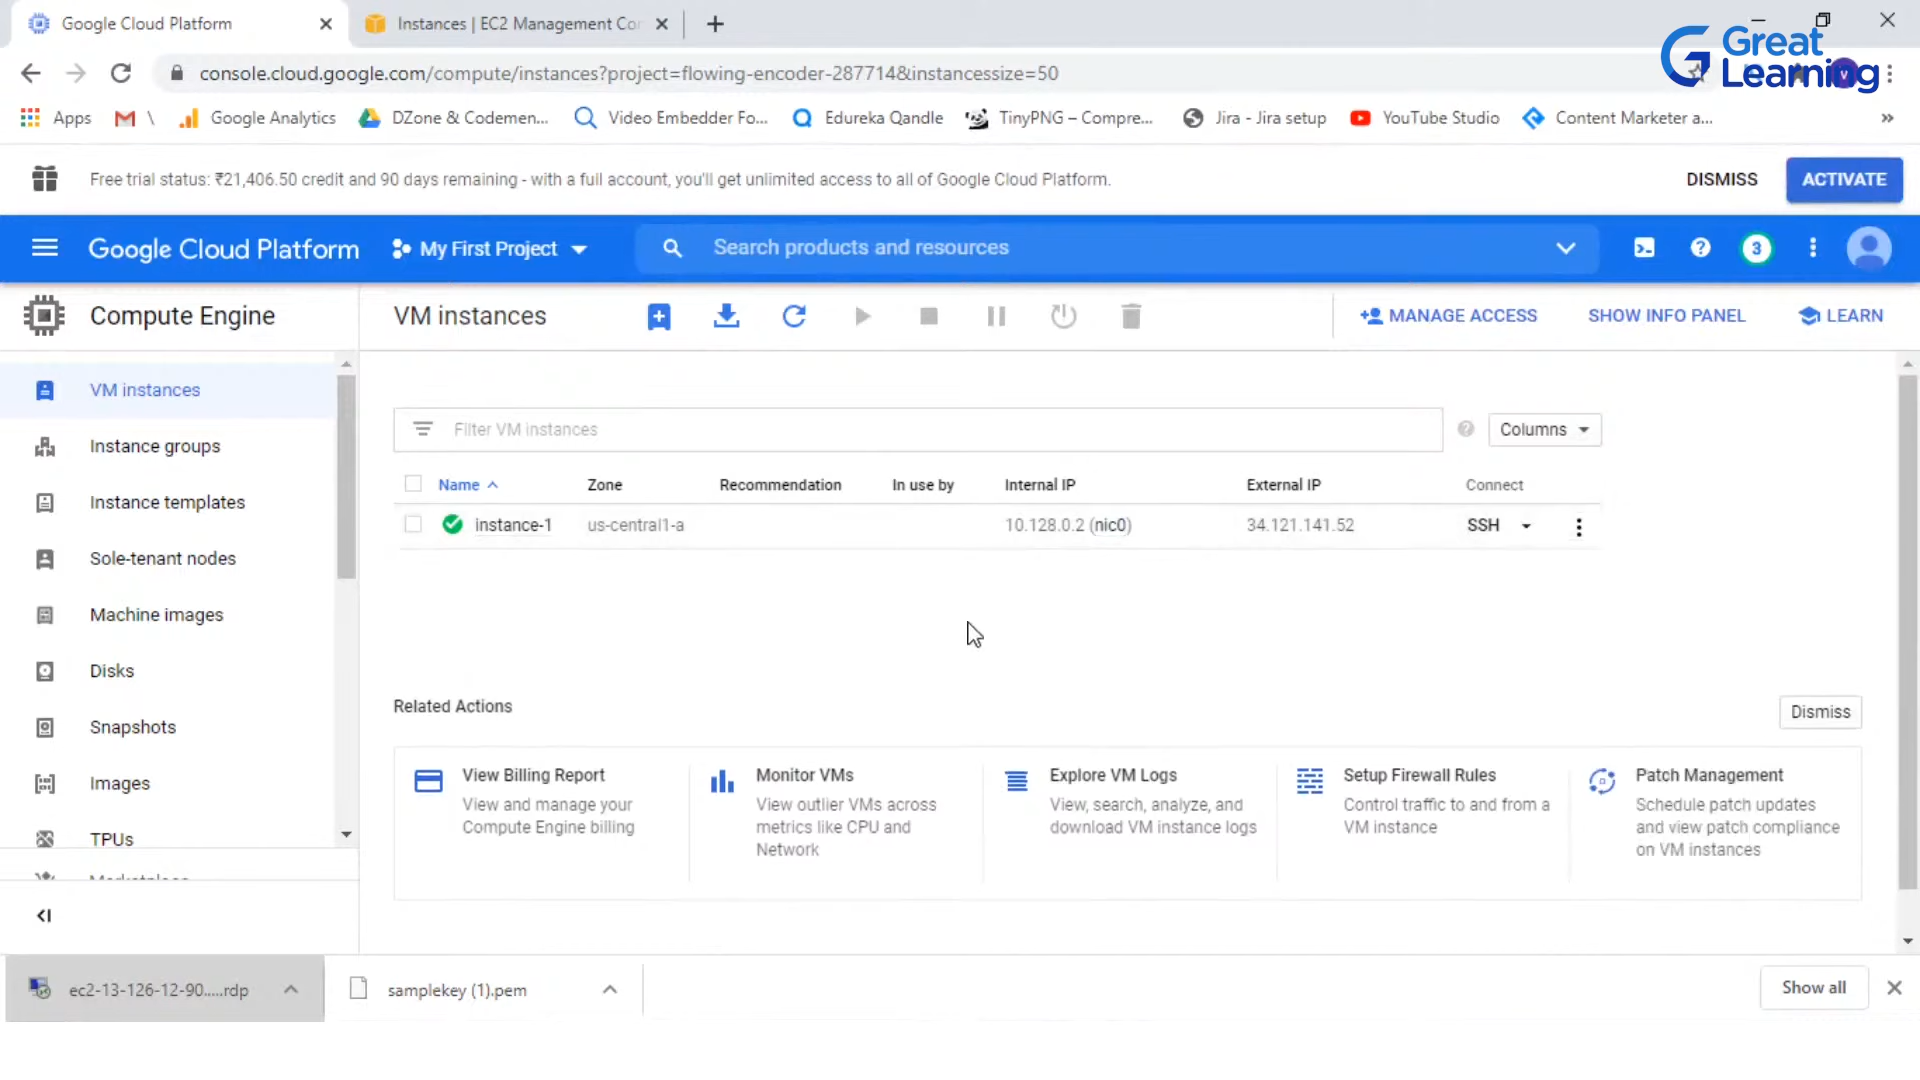 Google Cloud Platform
Instances | EC2 Management Con
Great Learning
console.cloud.google.com/compute/instances?project=flowing-encoder-287714&instancessize=50
Apps
Google Analytics
DZone & Codemen...
Video Embedder Fo...
Edureka Qandle
TinyPNG – Compre...
Jira - Jira setup
YouTube Studio
Content Marketer a...
Free trial status: ₹21,406.50 credit and 90 days remaining - with a full account, you'll get unlimited access to all of Google Cloud Platform.
DISMISS
ACTIVATE
Google Cloud Platform
My First Project
Search products and resources
3
Compute Engine
VM instances
MANAGE ACCESS
SHOW INFO PANEL
LEARN
VM instances
Instance groups
Instance templates
Sole-tenant nodes
Machine images
Disks
Snapshots
Images
TPUs
Filter VM instances
Columns
Name
Zone
Recommendation
In use by
Internal IP
External IP
Connect
instance-1
us-central1-a
10.128.0.2 (nic0)
34.121.141.52
SSH
Related Actions
Dismiss
View Billing Report
View and manage your
Compute Engine billing
Monitor VMs
View outlier VMs across
metrics like CPU and
Network
Explore VM Logs
View, search, analyze, and
download VM instance logs
Setup Firewall Rules
Control traffic to and from a
VM instance
Patch Management
Schedule patch updates
and view patch compliance
on VM instances
ec2-13-126-12-90.....rdp
samplekey (1).pem
Show all